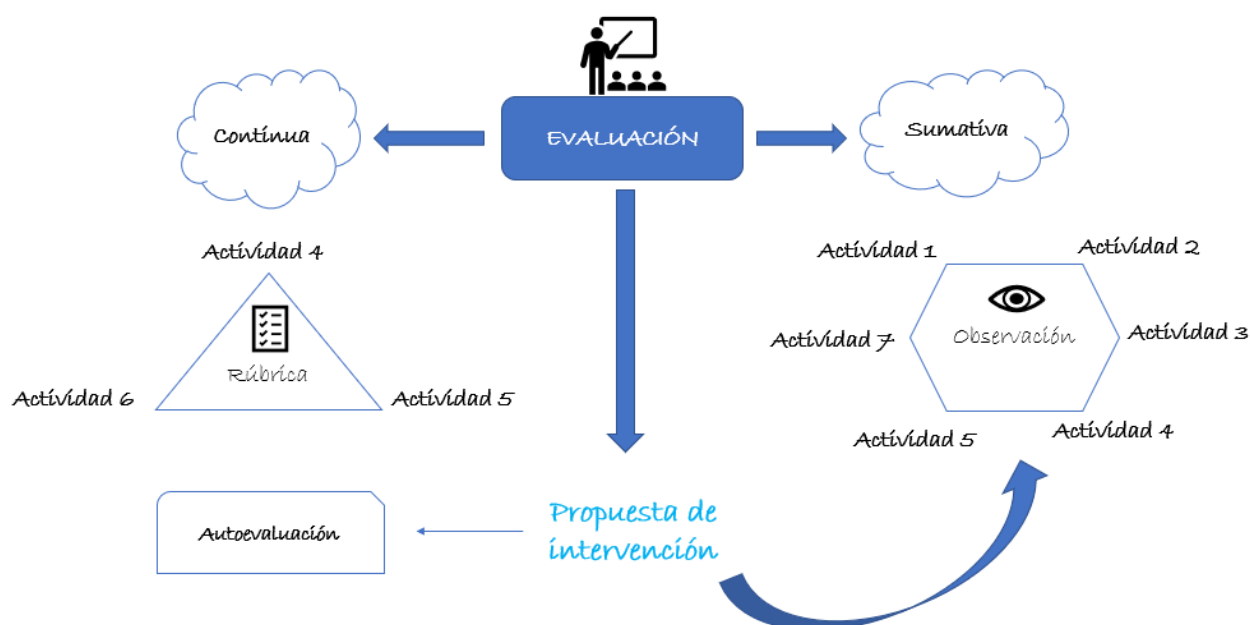 Continua
EVALUACIÓN
Sumativa
Actividad 4
Rúbrica
Actividad 6
Actividad 5
Actividad 1
Actividad 2
Actividad 7
Observación
Actividad 3
Actividad 5
Actividad 4
Autoevaluación
Propuesta de
intervención